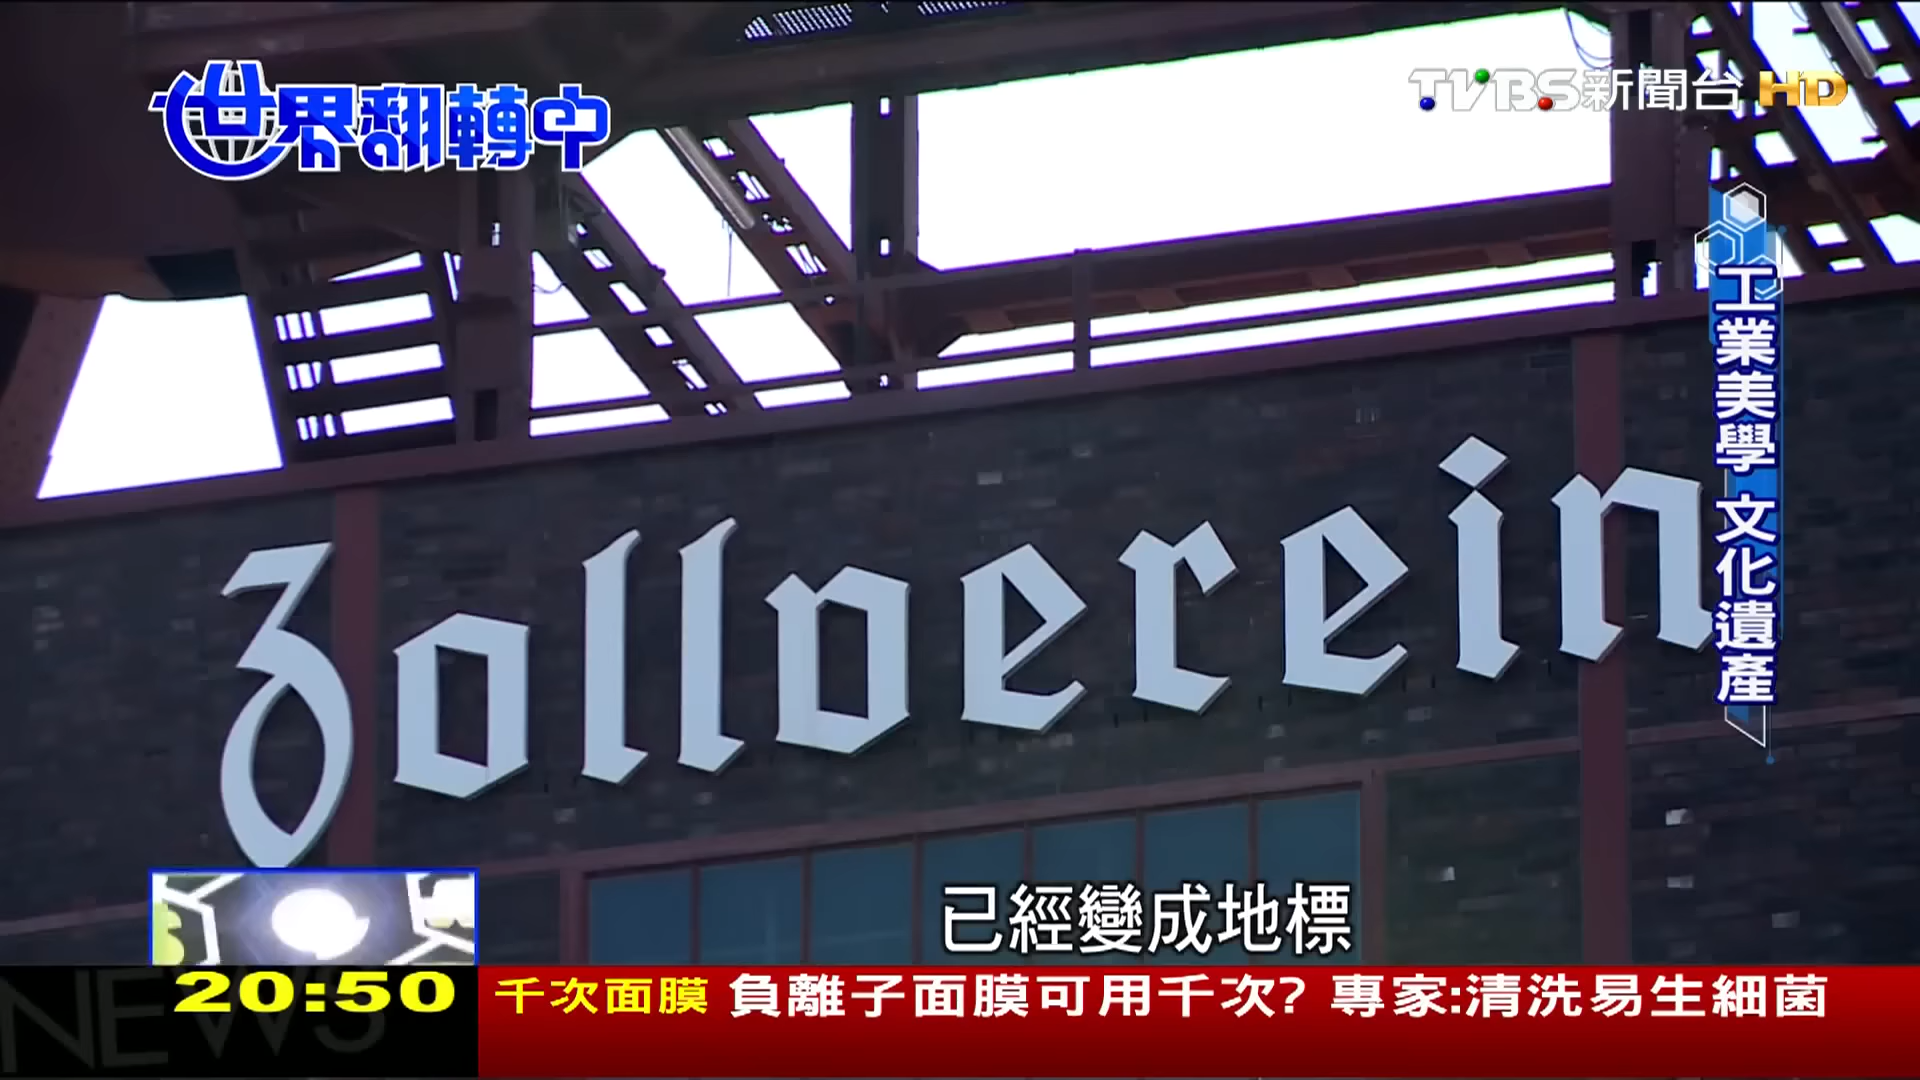 世界翻轉中
TVBS新聞台 HD
工業美學 文化遺產
Zollverein
已經變成地標
NEWS
20:50
千次面膜 負離子面膜可用千次? 專家:清洗易生細菌